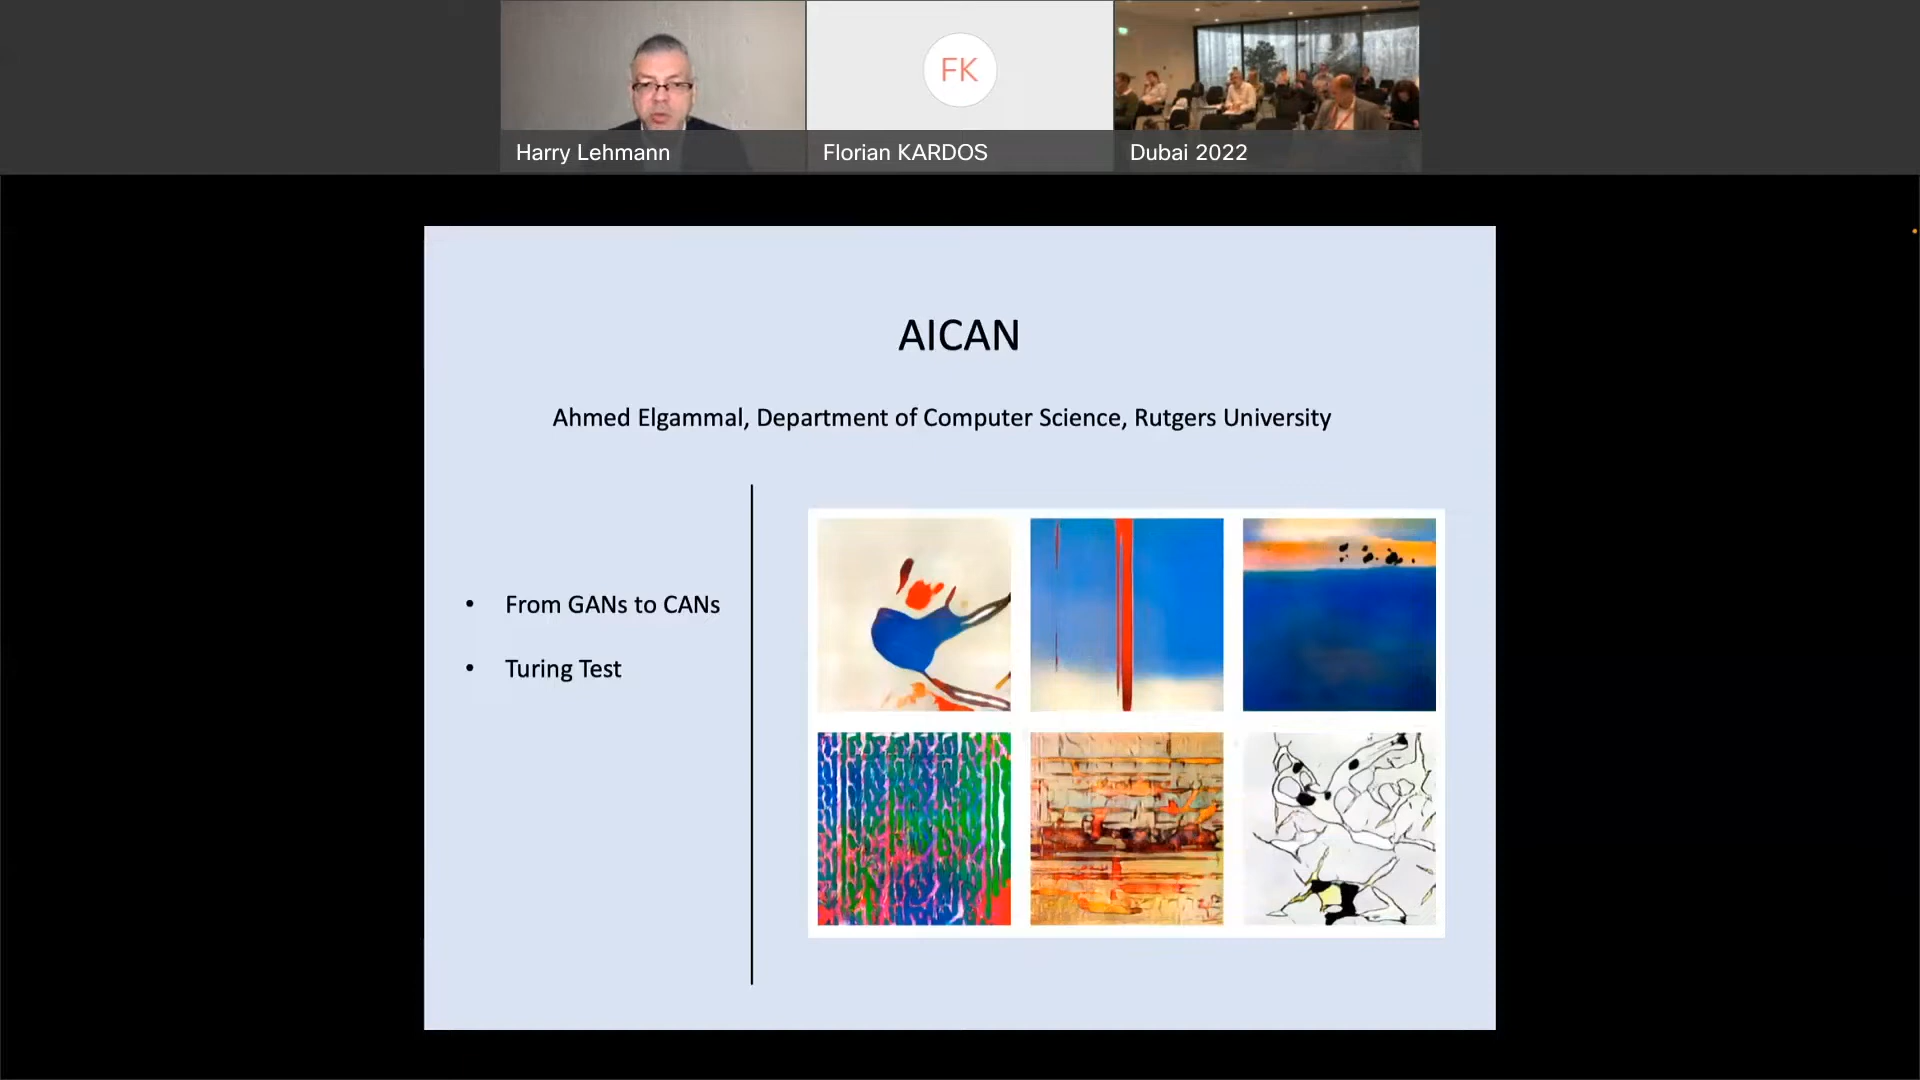 FK
Harry Lehmann
Florian KARDOS
Dubai 2022
AICAN
Ahmed Elgammal, Department of Computer Science, Rutgers University
• From GANs to CANs
• Turing Test